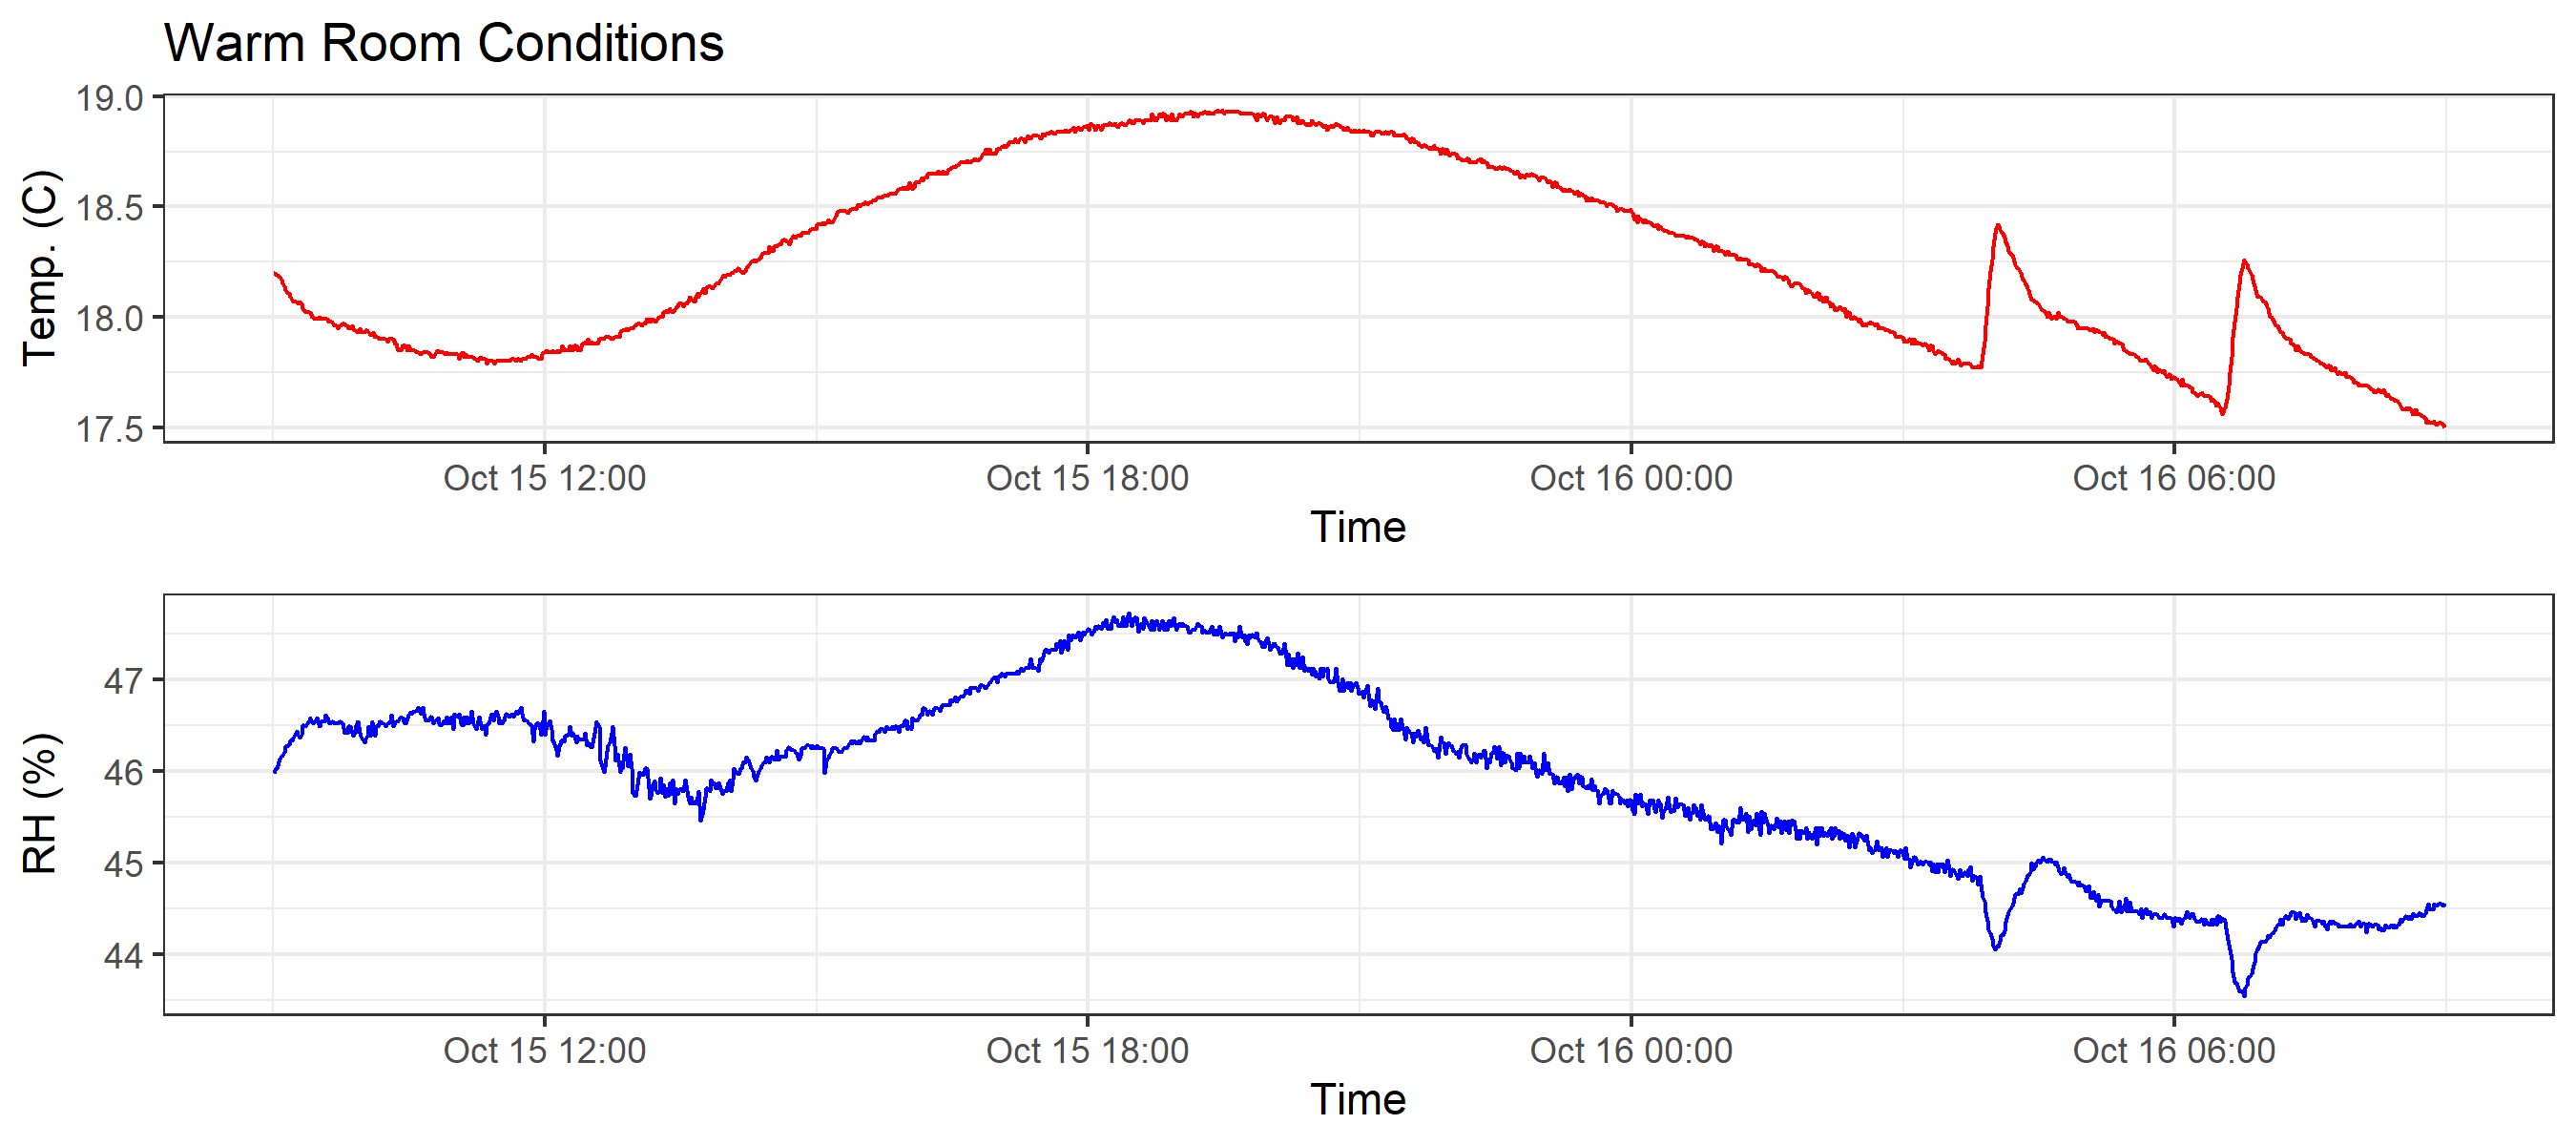 Warm Room Conditions
19.0
18.5
18.0
17.5
Temp. (C)
Oct 15 12:00 Oct 15 18:00 Oct 16 00:00 Oct 16 06:00
Time
47
46
45
44
RH (%)
Oct 15 12:00 Oct 15 18:00 Oct 16 00:00 Oct 16 06:00
Time